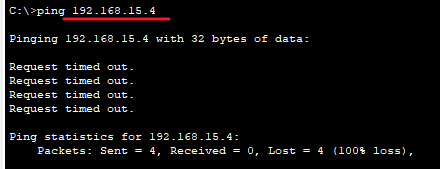 C:\>ping 192.168.15.4
Pinging 192.168.15.4 with 32 bytes of data:
Request timed out.
Request timed out.
Request timed out.
Request timed out.
Ping statistics for 192.168.15.4:
Packets: Sent = 4, Received = 0, Lost = 4 (100% loss),